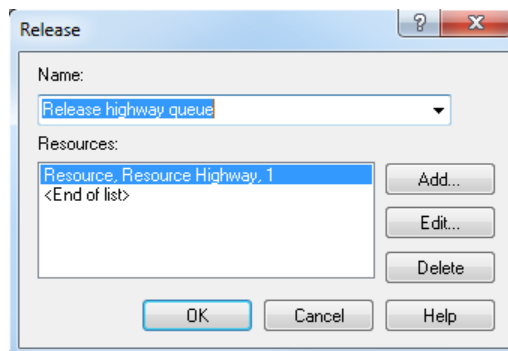 Release
?
X
Name:
Release highway queue
Resources:
Resource, Resource Highway, 1
<End of list>
Add...
Edit...
Delete
OK
Cancel
Help